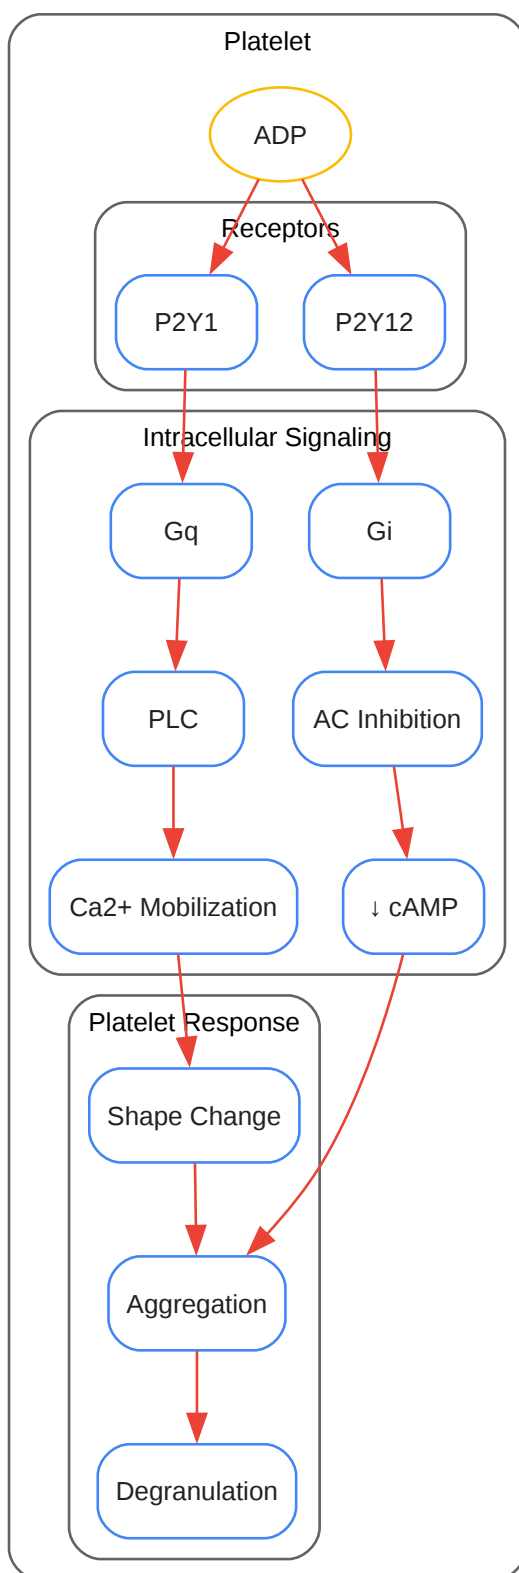 Platelet
ADP
Receptors
P2Y1
P2Y12
Intracellular Signaling
Gq
Gi
PLC
AC Inhibition
Ca2+ Mobilization
↓ cAMP
Platelet Response
Shape Change
Aggregation
Degranulation